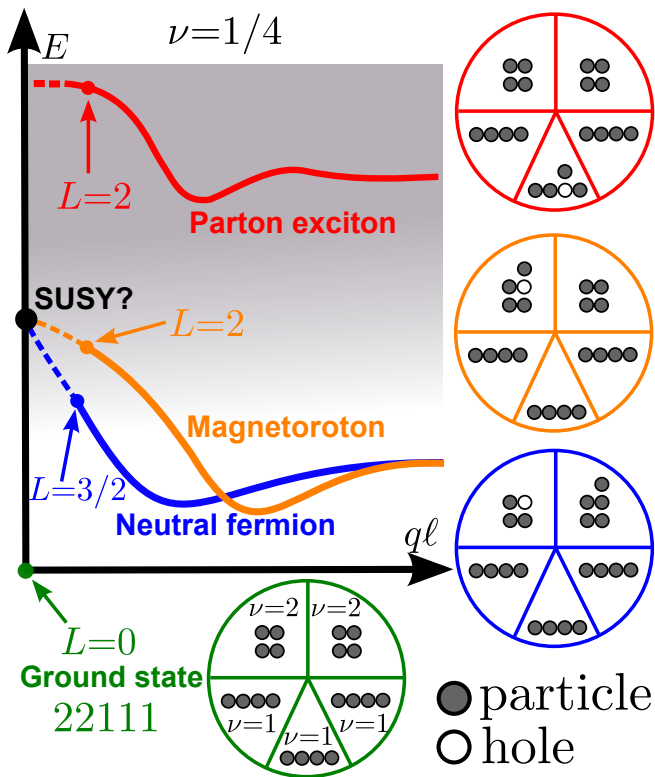 E
ν=1/4
L=2
Parton exciton
SUSY?
L=2
Magnetoroton
L=3/2
Neutral fermion
qℓ
L=0
Ground state
22111
ν=2
ν=2
ν=1
ν=1
ν=1
particle
hole